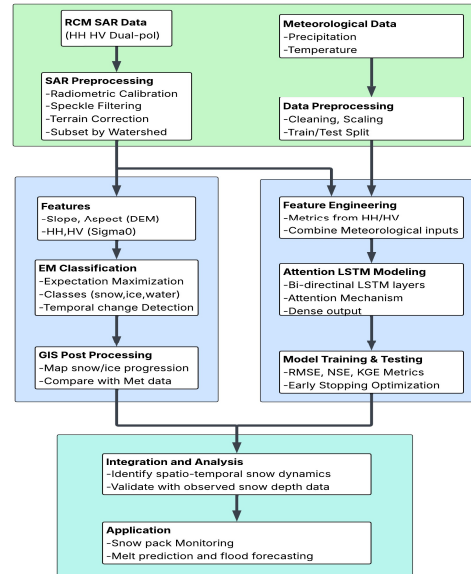 RCM SAR Data
(HH HV Dual-pol)
Meteorological Data
-Precipitation
-Temperature
SAR Preprocessing
-Radiometric Calibration
-Speckle Filtering
-Terrain Correction
-Subset by Watershed
Data Preprocessing
-Cleaning, Scaling
-Train/Test Split
Features
-Slope, Aspect (DEM)
-HH,HV (Sigma0)
EM Classification
-Expectation Maximization
-Classes (snow,ice,water)
-Temporal change Detection
GIS Post Processing
-Map snow/ice progression
-Compare with Met data
Feature Engineering
-Metrics from HH/HV
-Combine Meteorological inputs
Attention LSTM Modeling
-Bi-directinal LSTM layers
-Attention Mechanism
-Dense output
Model Training & Testing
-RMSE, NSE, KGE Metrics
-Early Stopping Optimization
Integration and Analysis
-Identify spatio-temporal snow dynamics
-Validate with observed snow depth data
Application
-Snow pack Monitoring
-Melt prediction and flood forecasting